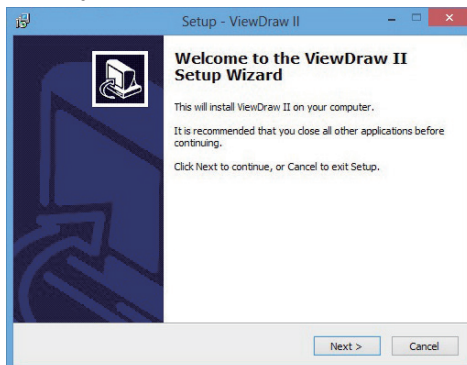 Setup - ViewDraw II
Welcome to the ViewDraw II
Setup Wizard
This will install ViewDraw II on your computer.
It is recommended that you close all other applications before
continuing.
Click Next to continue, or Cancel to exit Setup.
Next >
Cancel